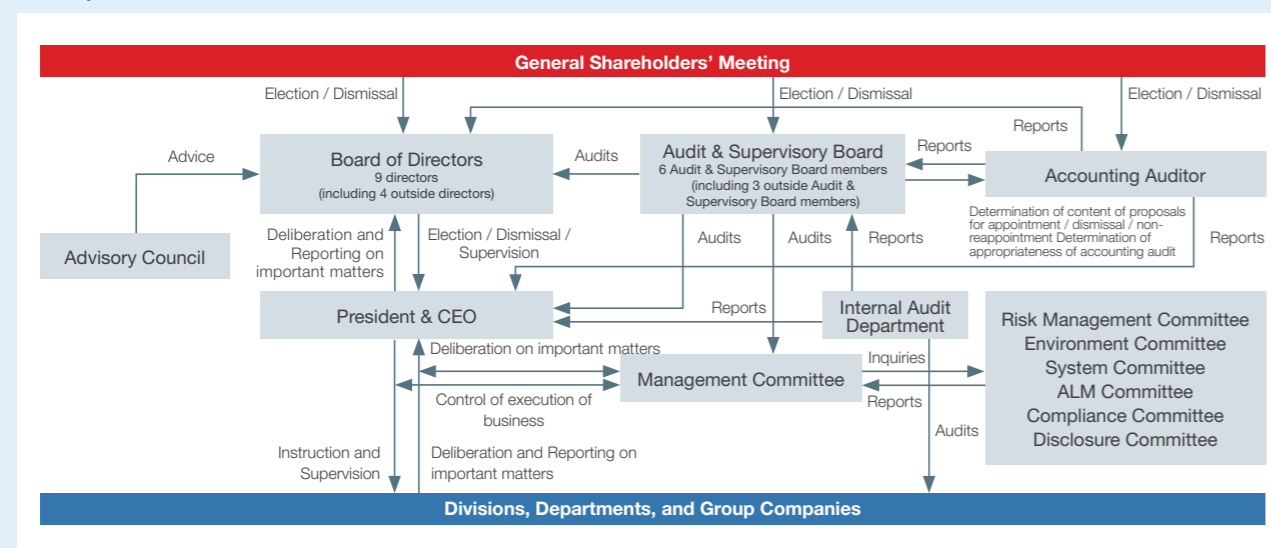 General Shareholders' Meeting
Election / Dismissal
Election / Dismissal
Election / Dismissal
Reports
Advice
Board of Directors
9 directors
(including 4 outside directors)
Audits
Audit & Supervisory Board
6 Audit & Supervisory Board members
(including 3 outside Audit &
Supervisory Board members)
Reports
Accounting Auditor
Advisory Council
Deliberation and
Reporting on
important matters
Election / Dismissal /
Supervision
Audits
Audits
Reports
Determination of content of proposals
for appointment / dismissal / non-
reappointment Determination of
appropriateness of accounting audit
Reports
President & CEO
Reports
Internal Audit
Department
Risk Management Committee
Environment Committee
System Committee
ALM Committee
Compliance Committee
Disclosure Committee
Deliberation on important matters
Management Committee
Inquiries
Reports
Control of execution of
business
Audits
Instruction and
Supervision
Deliberation and Reporting on
important matters
Divisions, Departments, and Group Companies